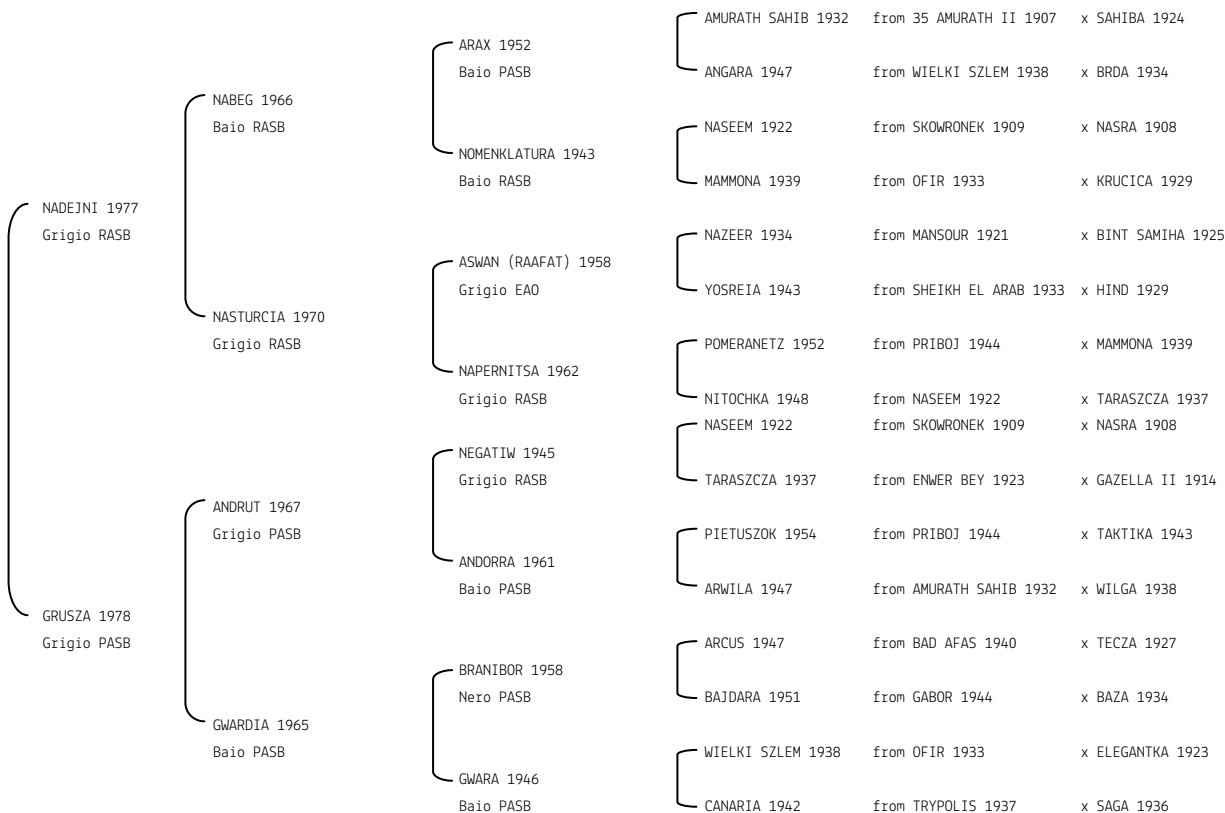 AMURATH SAHIB 1932 from 35 AMURATH II 1907 x SAHIBA 1924
ARAX 1952
Baio PASB
ANGARA 1947 from WIELKI SZLEM 1938 x BRDA 1934
NABEG 1966
Baio RASB
NASEEM 1922 from SKOWRONEK 1909 x NASRA 1908
NOMENKLATURA 1943
Baio RASB
MAMMONA 1939 from OFIR 1933 x KRUCICA 1929
NADEJNI 1977
Grigio RASB
NAZEER 1934 from MANSOUR 1921 x BINT SAMIHA 1925
ASWAN (RAAFAT) 1958
Grigio EAO
YOSREIA 1943 from SHEIKH EL ARAB 1933 x HIND 1929
NASTURCIA 1970
Grigio RASB
POMERANETZ 1952 from PRIBOJ 1944 x MAMMONA 1939
NAPERNITSA 1962
Grigio RASB
NITOCHKA 1948 from NASEEM 1922 x TARASZCZA 1937
NASEEM 1922 from SKOWRONEK 1909 x NASRA 1908
NEGATIW 1945
Grigio RASB
TARASZCZA 1937 from ENWER BEY 1923 x GAZELLA II 1914
ANDRUT 1967
Grigio PASB
PIETUSZOK 1954 from PRIBOJ 1944 x TAKTIKA 1943
ANDORRA 1961
Baio PASB
ARWILA 1947 from AMURATH SAHIB 1932 x WILGA 1938
GRUSZA 1978
Grigio PASB
ARCUS 1947 from BAD AFAS 1940 x TECZA 1927
BRANIBOR 1958
Nero PASB
BAJDARA 1951 from GABOR 1944 x BAZA 1934
GWARDIA 1965
Baio PASB
WIELKI SZLEM 1938 from OFIR 1933 x ELEGANTKA 1923
GWARA 1946
Baio PASB
CANARIA 1942 from TRYPOLIS 1937 x SAGA 1936